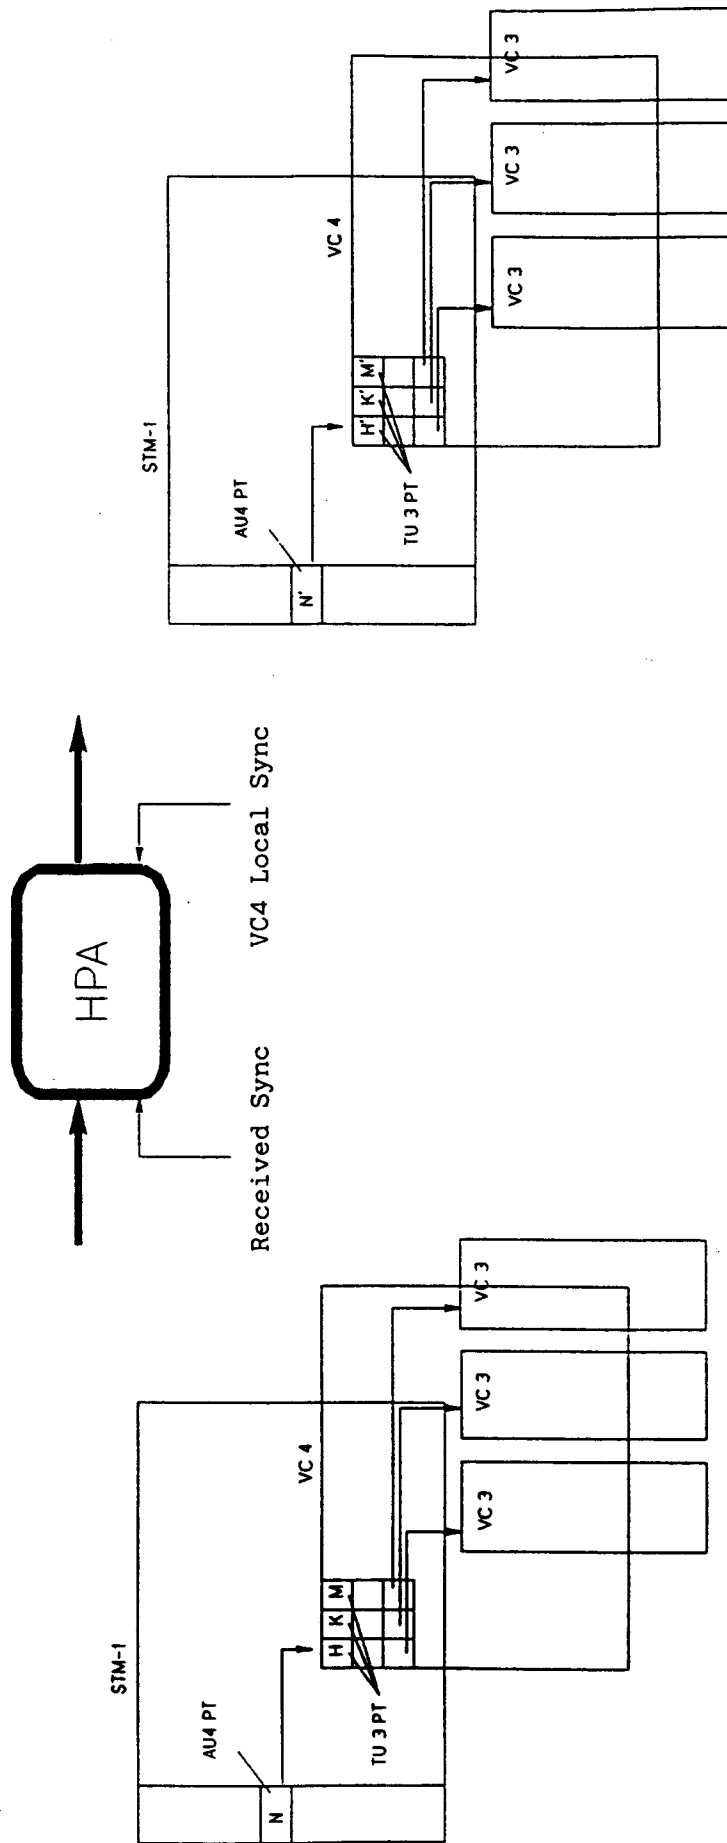 STM-1
AU4 PT
N
VC 4
H K M
TU 3 PT
VC 3
VC 3
VC 3
HPA
Received Sync
VC4 Local Sync
STM-1
AU4 PT
N'
VC 4
H' K' M'
TU 3 PT
VC 3
VC 3
VC 3